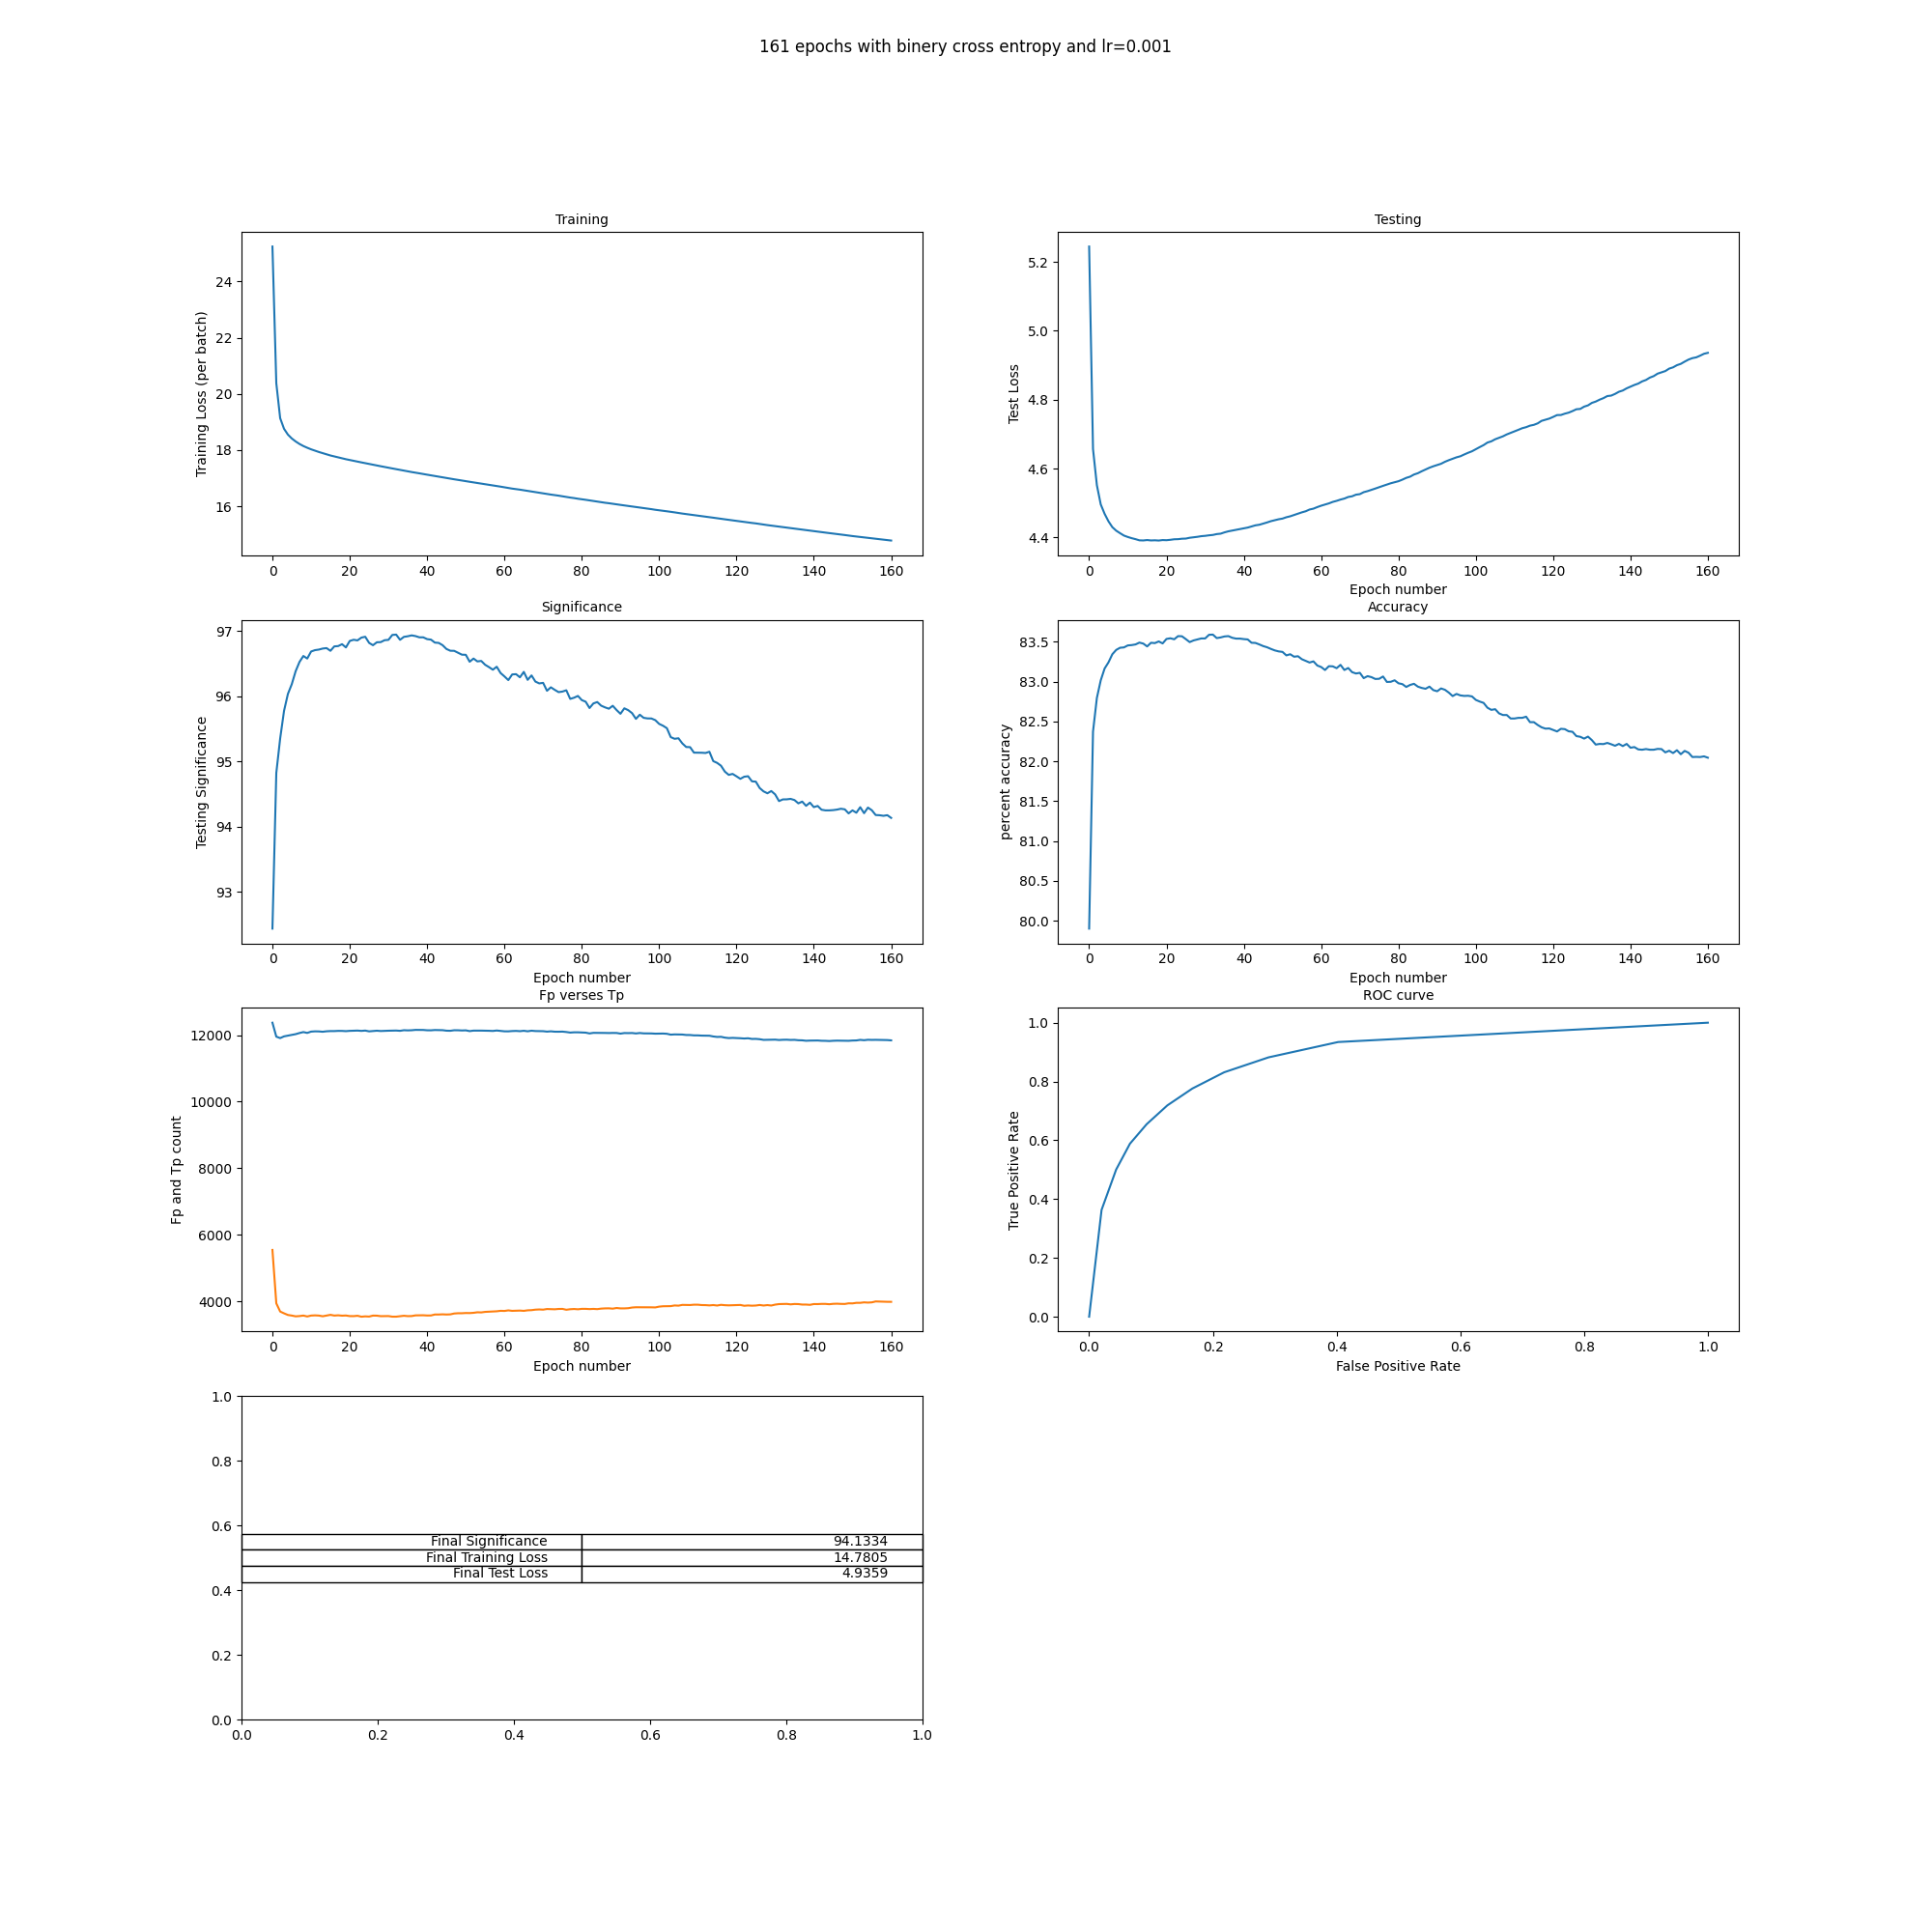 161 epochs with binery cross entropy and lr=0.001
Training
Training Loss (per batch)
24
22
20
18
16
0 20 40 60 80 100 120 140 160
Testing
Test Loss
5.2
5.0
4.8
4.6
4.4
0 20 40 60 80 100 120 140 160
Epoch number
Significance
Testing Significance
97
96
95
94
93
0 20 40 60 80 100 120 140 160
Epoch number
Accuracy
percent accuracy
83.5
83.0
82.5
82.0
81.5
81.0
80.5
80.0
0 20 40 60 80 100 120 140 160
Epoch number
Fp verses Tp
Fp and Tp count
12000
10000
8000
6000
4000
0 20 40 60 80 100 120 140 160
Epoch number
ROC curve
True Positive Rate
1.0
0.8
0.6
0.4
0.2
0.0
0.0 0.2 0.4 0.6 0.8 1.0
False Positive Rate
1.0
0.8
0.6
Final Significance 94.1334
Final Training Loss 14.7805
Final Test Loss 4.9359
0.4
0.2
0.0
0.0 0.2 0.4 0.6 0.8 1.0